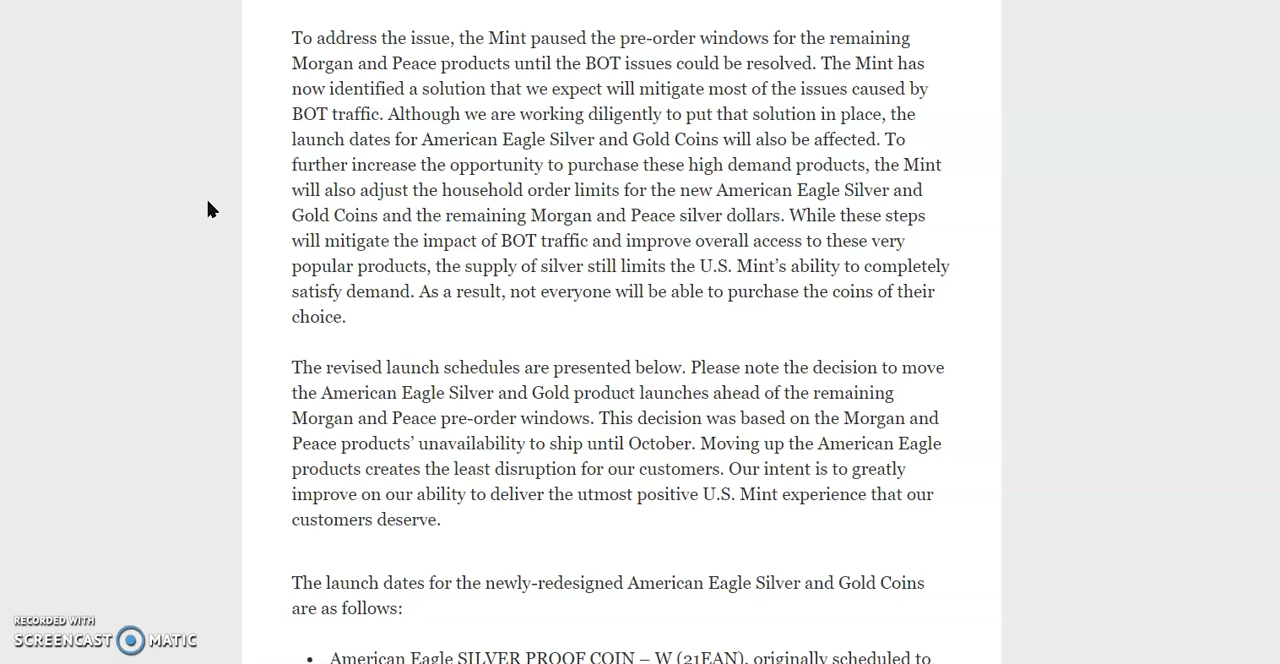 To address the issue, the Mint paused the pre-order windows for the remaining
Morgan and Peace products until the BOT issues could be resolved. The Mint has
now identified a solution that we expect will mitigate most of the issues caused by
BOT traffic. Although we are working diligently to put that solution in place, the
launch dates for American Eagle Silver and Gold Coins will also be affected. To
further increase the opportunity to purchase these high demand products, the Mint
will also adjust the household order limits for the new American Eagle Silver and
Gold Coins and the remaining Morgan and Peace silver dollars. While these steps
will mitigate the impact of BOT traffic and improve overall access to these very
popular products, the supply of silver still limits the U.S. Mint’s ability to completely
satisfy demand. As a result, not everyone will be able to purchase the coins of their
choice.
The revised launch schedules are presented below. Please note the decision to move
the American Eagle Silver and Gold product launches ahead of the remaining
Morgan and Peace pre-order windows. This decision was based on the Morgan and
Peace products’ unavailability to ship until October. Moving up the American Eagle
products creates the least disruption for our customers. Our intent is to greatly
improve on our ability to deliver the utmost positive U.S. Mint experience that our
customers deserve.
The launch dates for the newly-redesigned American Eagle Silver and Gold Coins
are as follows:
• American Eagle SILVER PROOF COIN – W (21EAN), originally scheduled to
RECORDED WITH
SCREENCAST MATIC